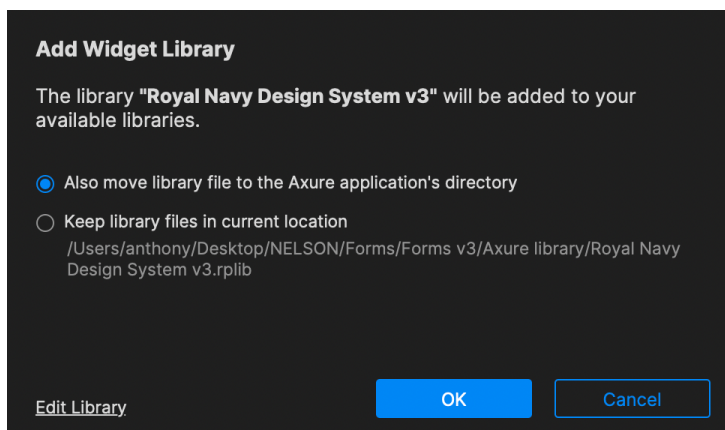 Add Widget Library
The library "Royal Navy Design System v3" will be added to your
available libraries.
Also move library file to the Axure application's directory
Keep library files in current location
/Users/anthony/Desktop/NELSON/Forms/Forms v3/Axure library/Royal Navy
Design System v3.rplib
Edit Library
OK
Cancel